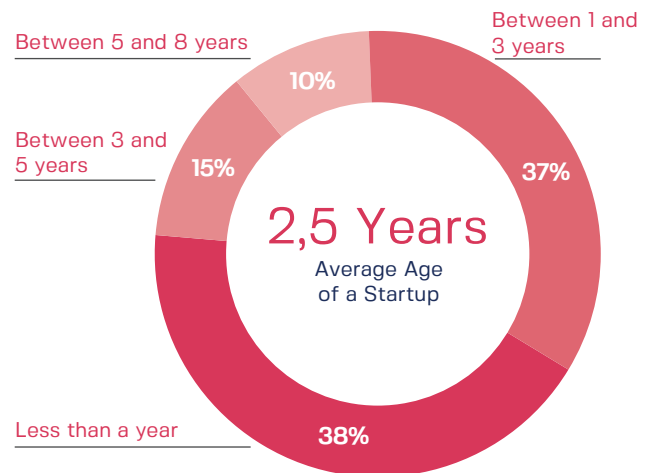 Between 1 and
3 years
Between 5 and 8 years
10%
Between 3 and
5 years
15%
37%
2,5 Years
Average Age
of a Startup
Less than a year
38%